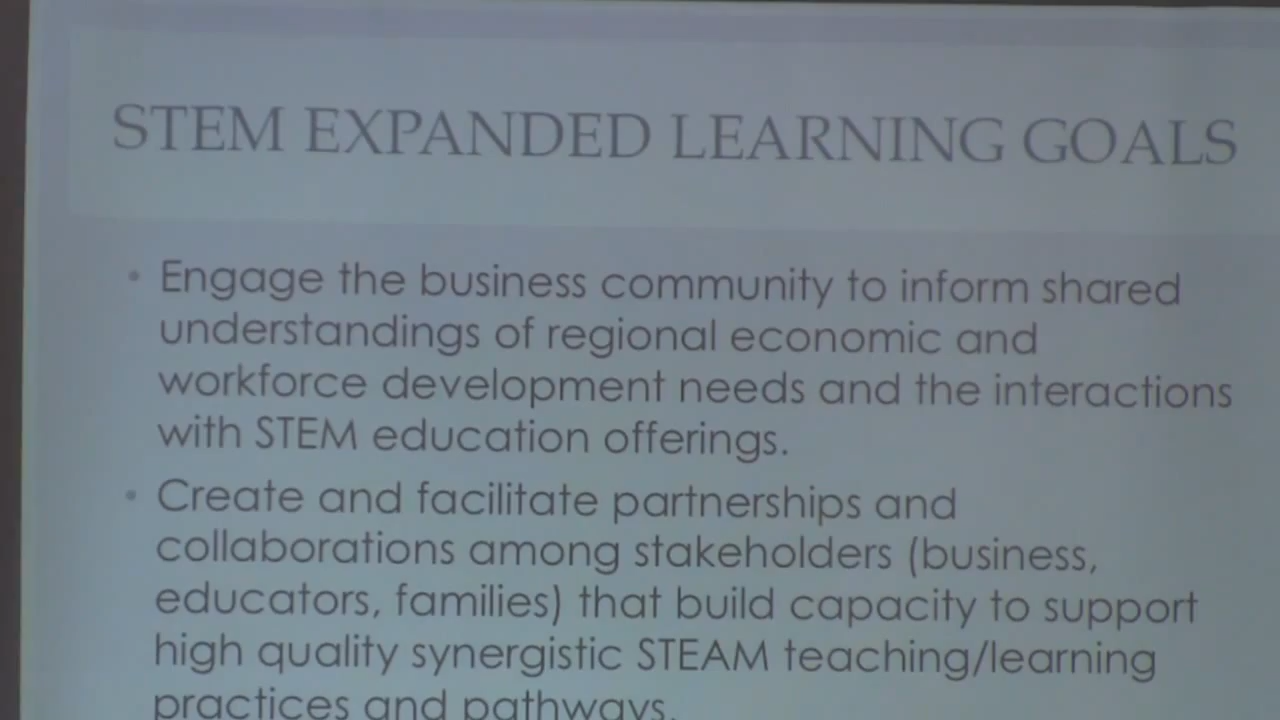 STEM EXPANDED LEARNING GOALS
• Engage the business community to inform shared
understandings of regional economic and
workforce development needs and the interactions
with STEM education offerings.
• Create and facilitate partnerships and
collaborations among stakeholders (business,
educators, families) that build capacity to support
high quality synergistic STEAM teaching/learning
practices and pathways.